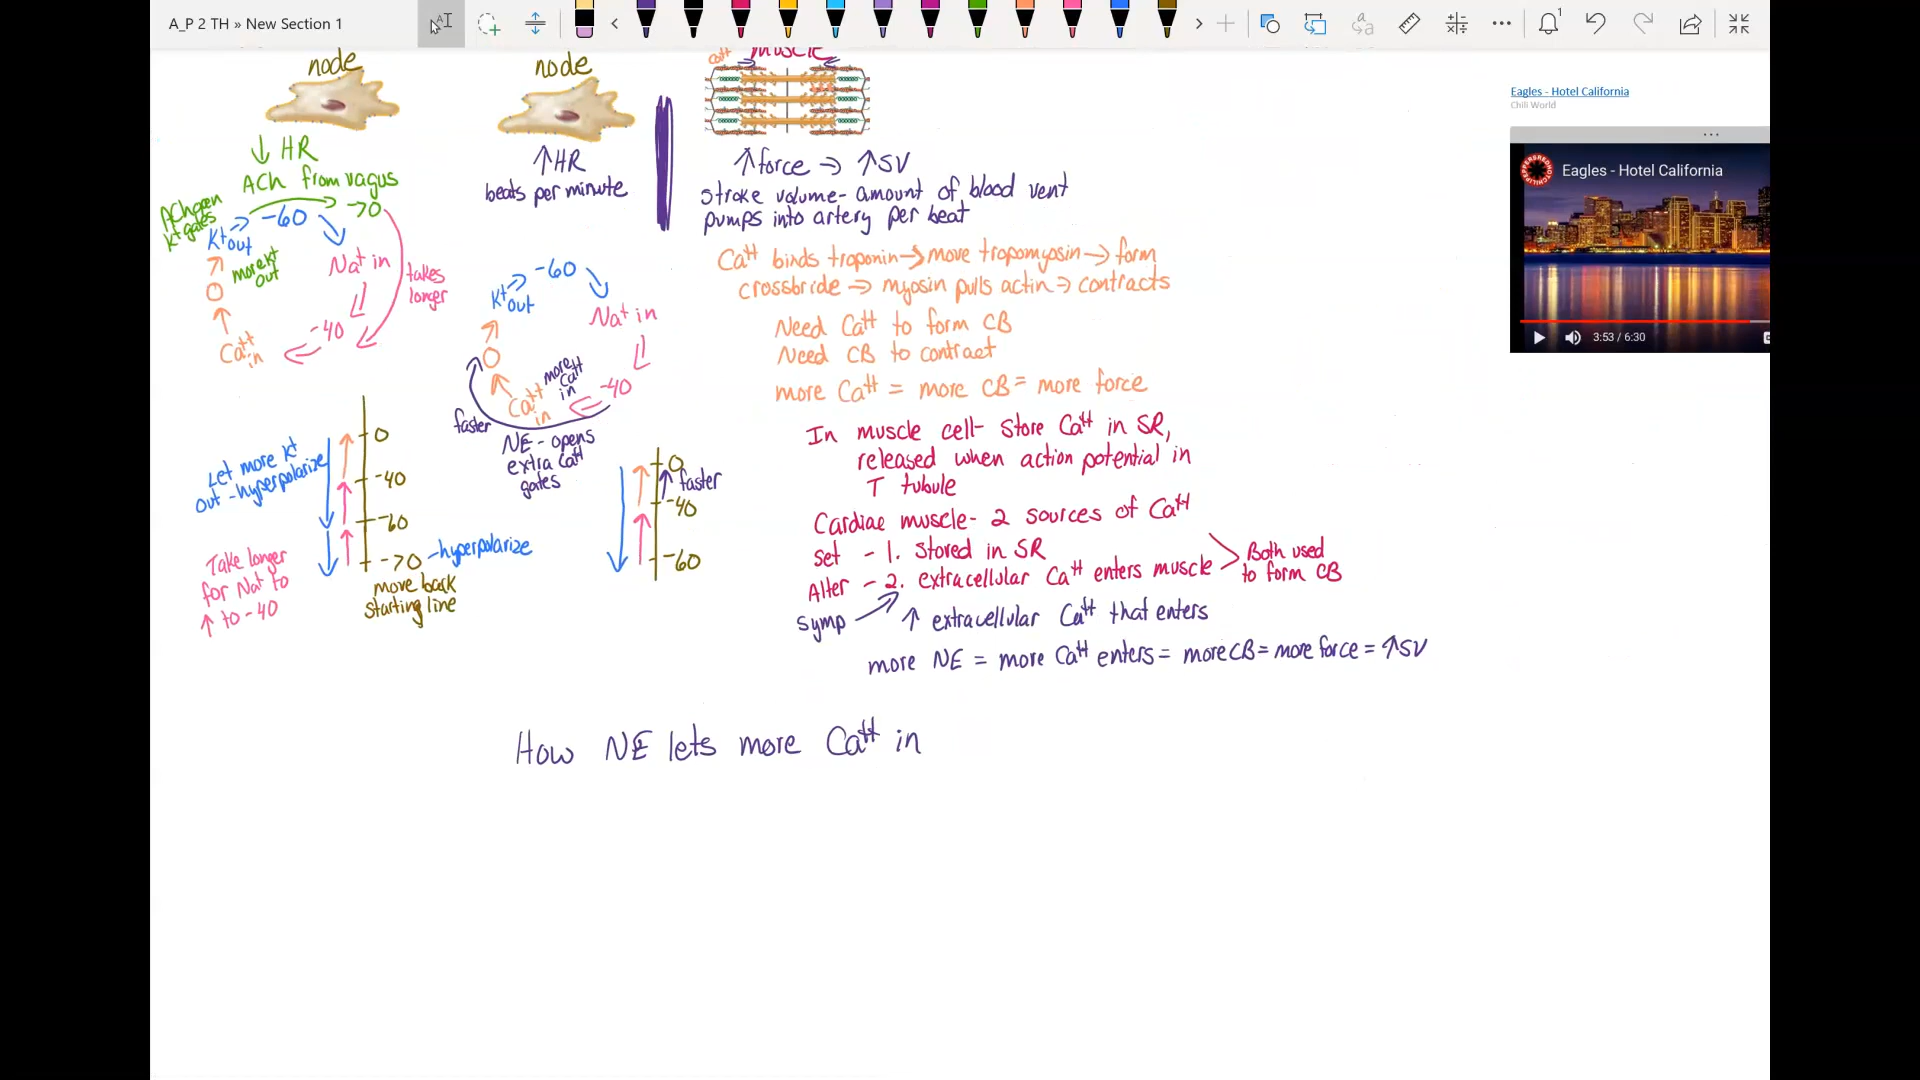 A_P 2 TH » New Section 1
node
↓ HR
ACh from vagus
ACh open
K+ gates
K+ out → -60 → -70
more K+
out
Na+ in
takes
longer
-40
Ca++
in
0
Let more K+
out - hyperpolarize
0
-40
-60
-70 - hyperpolarize
Take longer
for Na+ to
↑ to -40
move back
starting line
node
↑HR
beats per minute
K+ out → -60
Na+ in
-40
more
Ca++
in
Ca++
in
0
faster
NE - opens
extra Ca++
gates
0
faster
-40
-60
Ca++
muscle
↑force → ↑SV
Stroke volume- amount of blood vent
pumps into artery per beat
Ca++ binds troponin → move tropomyosin → form
crossbride → myosin pulls actin → contracts
Need Ca++ to form CB
Need CB to contract
more Ca++ = more CB = more force
In muscle cell- store Ca++ in SR,
released when action potential in
T tubule
Cardiac muscle- 2 sources of Ca++
Set - 1. Stored in SR
Alter - 2. extracellular Ca++ enters muscle
Both used
to form CB
symp ↑ extracellular Ca++ that enters
more NE = more Ca++ enters = more CB = more force = ↑SV
How NE lets more Ca++ in
Eagles - Hotel California
Chili World
Eagles - Hotel California
3:53 / 6:30